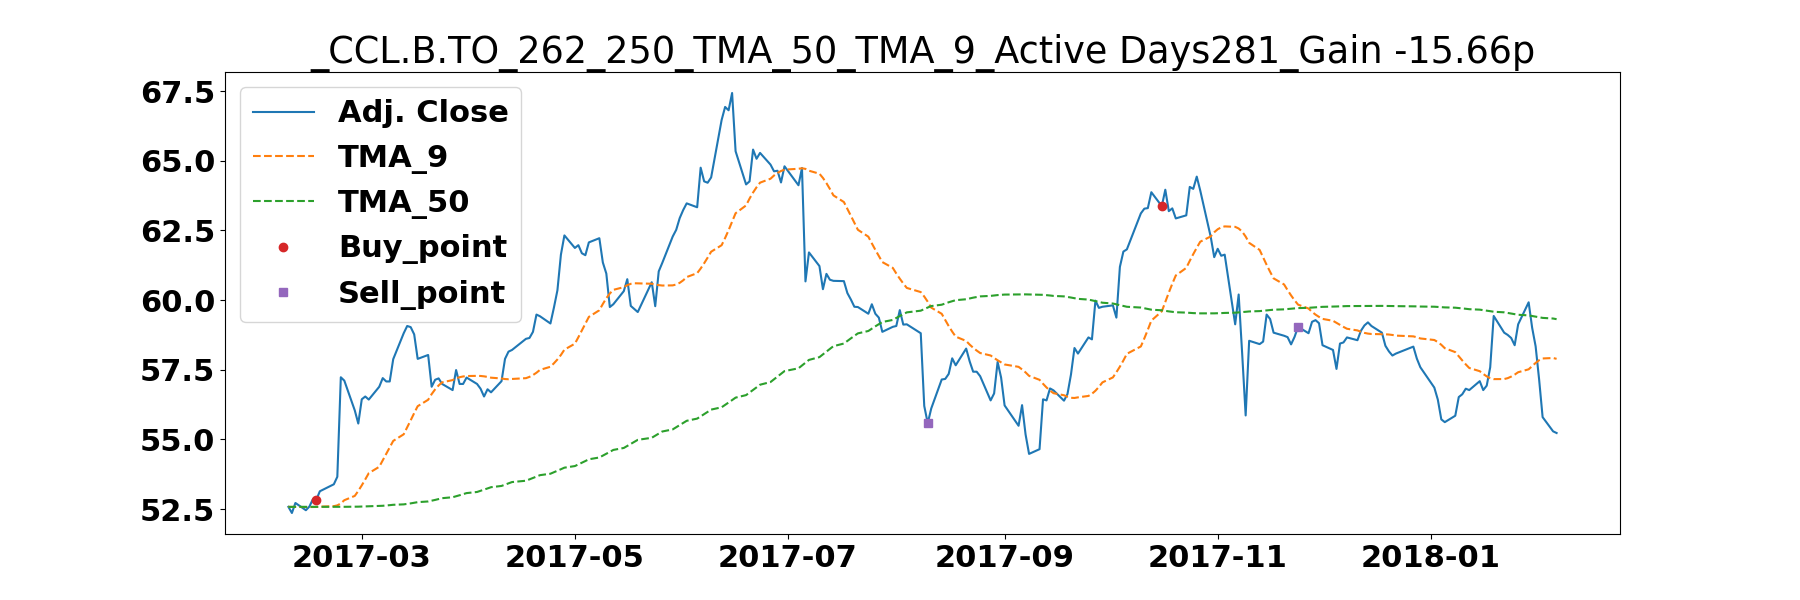 _CCL.B.TO_262_250_TMA_50_TMA_9_Active Days281_Gain -15.66p
67.5
65.0
62.5
60.0
57.5
55.0
52.5
Adj. Close
TMA_9
TMA_50
Buy_point
Sell_point
2017-03 2017-05 2017-07 2017-09 2017-11 2018-01